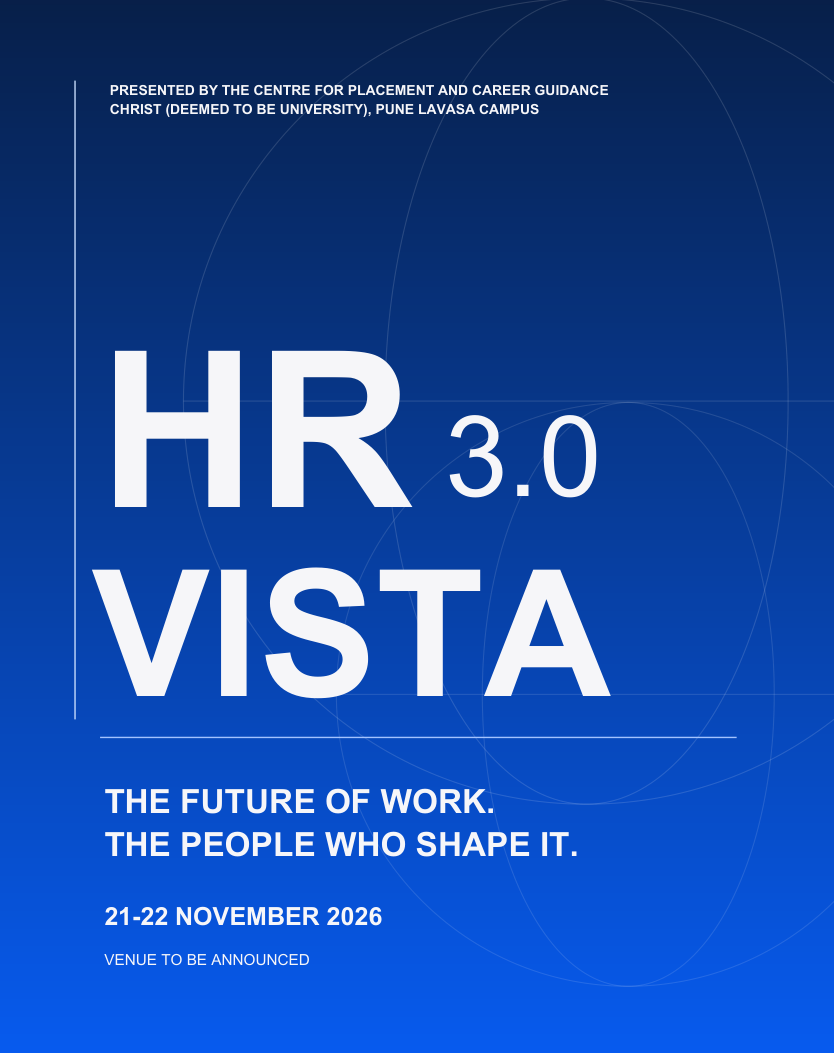 PRESENTED BY THE CENTRE FOR PLACEMENT AND CAREER GUIDANCE
CHRIST (DEEMED TO BE UNIVERSITY), PUNE LAVASA CAMPUS
HR 3.0
VISTA
THE FUTURE OF WORK.
THE PEOPLE WHO SHAPE IT.
21-22 NOVEMBER 2026
VENUE TO BE ANNOUNCED